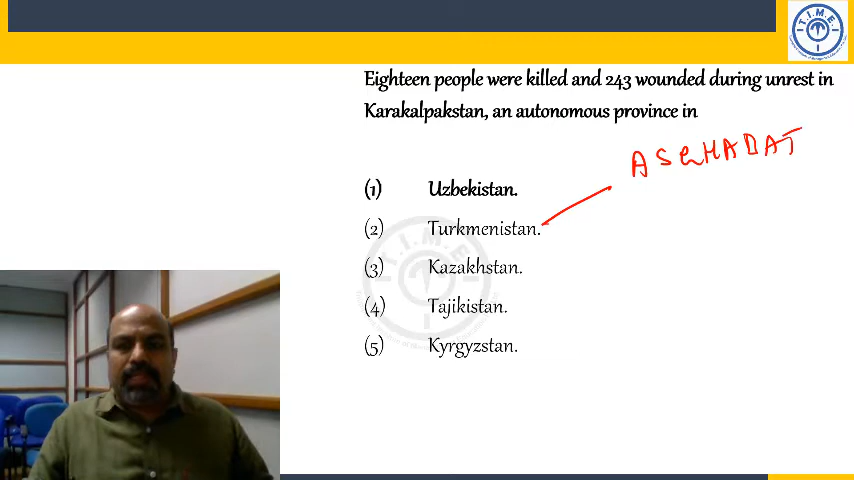 T.I.M.E.
Eighteen people were killed and 243 wounded during unrest in
Karakalpakstan, an autonomous province in
ASGHABAT
(1) Uzbekistan.
(2) Turkmenistan.
(3) Kazakhstan.
(4) Tajikistan.
(5) Kyrgyzstan.